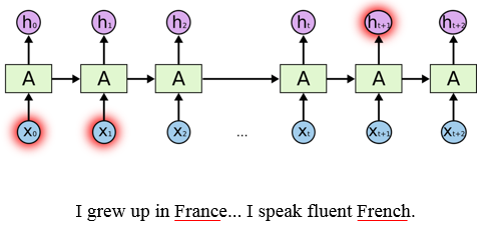 h₀ h₁ h₂ hₜ hₜ₊₁ hₜ₊₂
A A A A A A
x₀ x₁ x₂ ... xₜ xₜ₊₁ xₜ₊₂
I grew up in France... I speak fluent French.